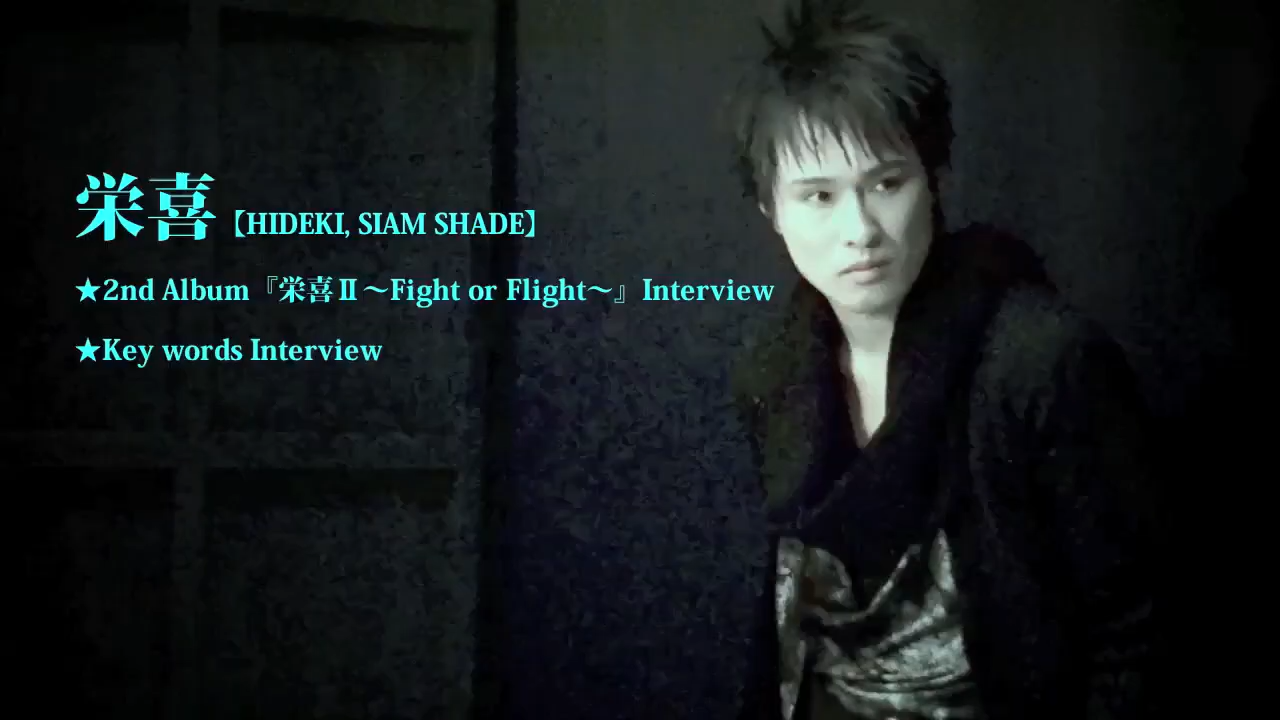 栄喜【HIDEKI, SIAM SHADE】
★2nd Album『栄喜Ⅱ～Fight or Flight～』Interview
★Key words Interview